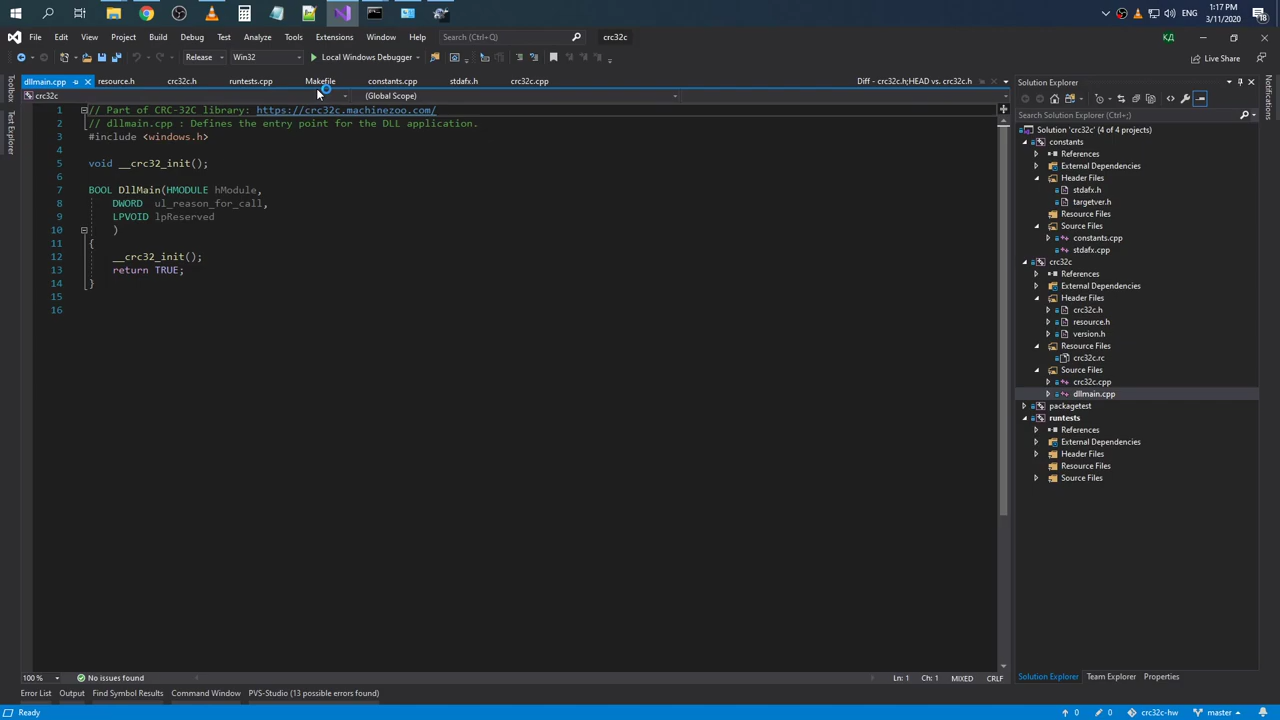 1:17 PM
ENG
3/11/2020
18
File Edit View Project Build Debug Test Analyze Tools Extensions Window Help Search (Ctrl+Q) crc32c КД
Release Win32 Local Windows Debugger Live Share
dllmain.cpp resource.h crc32c.h runtests.cpp Makefile constants.cpp stdafx.h crc32c.cpp Diff - crc32c.h;HEAD vs. crc32c.h
crc32c (Global Scope)
1 // Part of CRC-32C library: https://crc32c.machinezoo.com/
2 // dllmain.cpp : Defines the entry point for the DLL application.
3 #include <windows.h>
4
5 void __crc32_init();
6
7 BOOL DllMain(HMODULE hModule,
8 DWORD ul_reason_for_call,
9 LPVOID lpReserved
10 )
11 {
12 __crc32_init();
13 return TRUE;
14 }
15
16
Toolbox
Test Explorer
Solution Explorer
Search Solution Explorer (Ctrl+;)
Solution 'crc32c' (4 of 4 projects)
constants
References
External Dependencies
Header Files
stdafx.h
targetver.h
Resource Files
Source Files
constants.cpp
stdafx.cpp
crc32c
References
External Dependencies
Header Files
crc32c.h
resource.h
version.h
Resource Files
crc32c.rc
Source Files
crc32c.cpp
dllmain.cpp
packagetest
runtests
References
External Dependencies
Header Files
Resource Files
Source Files
Notifications
100 % No issues found Ln: 1 Ch: 1 MIXED CRLF
Solution Explorer Team Explorer Properties
Error List Output Find Symbol Results Command Window PVS-Studio (13 possible errors found)
Ready 0 0 crc32c-hw master